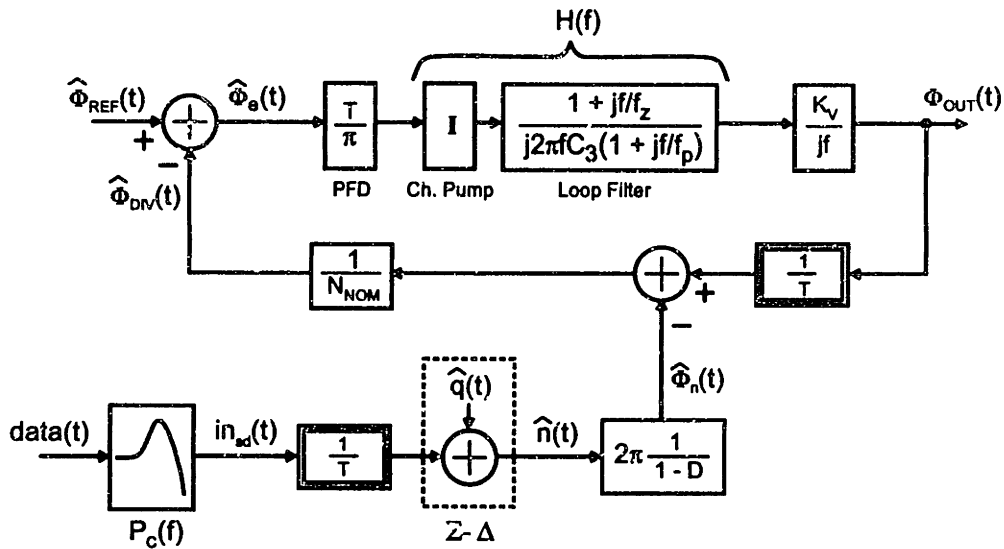 H(f)
Φ̂REF(t)
+
−
Φ̂e(t)
T
π
PFD
I
Ch. Pump
1 + jf/fz
j2πfC3(1 + jf/fp)
Loop Filter
Kv
jf
ΦOUT(t)
Φ̂DIV(t)
1
NNOM
+
−
1
T
Φ̂n(t)
data(t)
Pc(f)
insd(t)
1
T
q̂(t)
Σ-Δ
n̂(t)
2π 1
1 - D